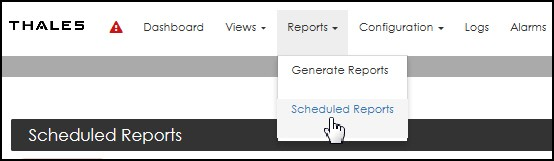 THALES Dashboard Views Reports Configuration Logs Alarms
Generate Reports
Scheduled Reports
Scheduled Reports